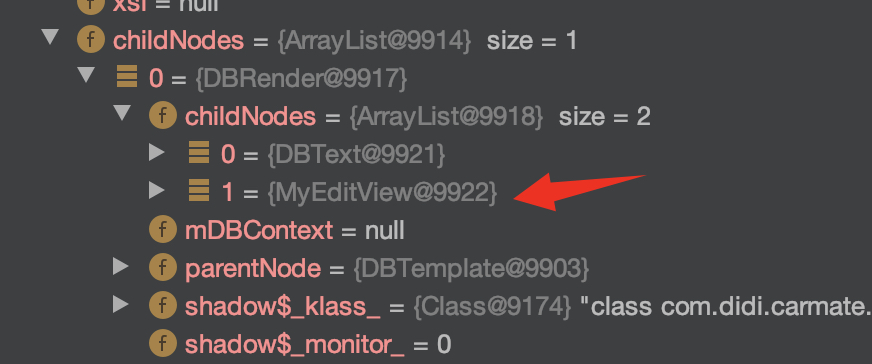 xsl = null
childNodes = {ArrayList@9914} size = 1
0 = {DBRender@9917}
childNodes = {ArrayList@9918} size = 2
0 = {DBText@9921}
1 = {MyEditView@9922}
mDBContext = null
parentNode = {DBTemplate@9903}
shadow$_klass_ = {Class@9174} "class com.didi.carmate.
shadow$_monitor_ = 0